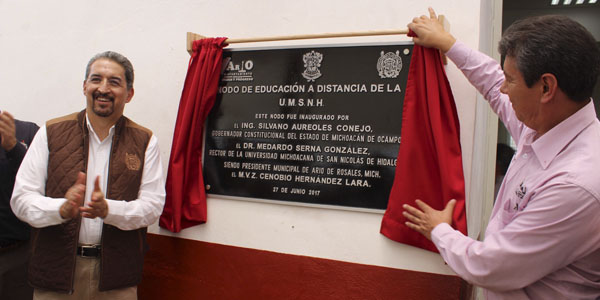 ARIO
NODO DE EDUCACIÓN A DISTANCIA DE LA
U.M.S.N.H.
ESTE NODO FUE INAUGURADO POR
EL ING. SILVANO AUREOLES CONEJO,
GOBERNADOR CONSTITUCIONAL DEL ESTADO DE MICHOACÁN DE OCAMPO
EL DR. MEDARDO SERNA GONZÁLEZ,
RECTOR DE LA UNIVERSIDAD MICHOACANA DE SAN NICOLÁS DE HIDALGO
SIENDO PRESIDENTE MUNICIPAL DE ARIO DE ROSALES, MICH.
EL M.V.Z. CENOBIO HERNÁNDEZ LARA.
27 DE JUNIO 2017